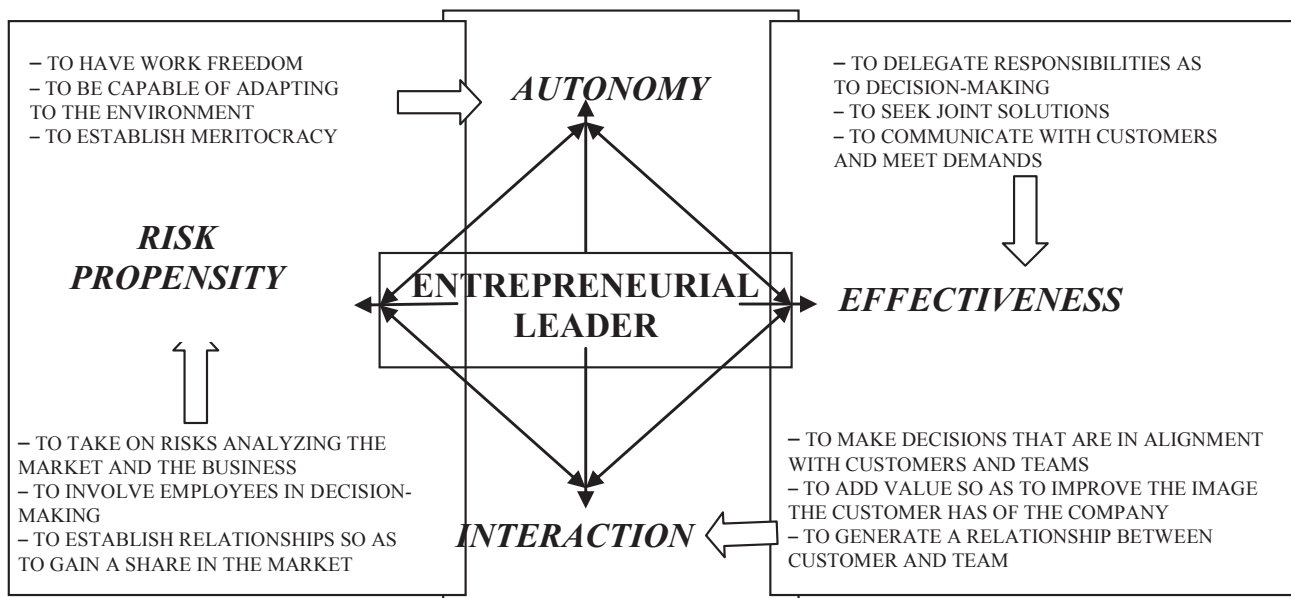 – TO HAVE WORK FREEDOM
– TO BE CAPABLE OF ADAPTING
TO THE ENVIRONMENT
– TO ESTABLISH MERITOCRACY
AUTONOMY
– TO DELEGATE RESPONSIBILITIES AS
TO DECISION-MAKING
– TO SEEK JOINT SOLUTIONS
– TO COMMUNICATE WITH CUSTOMERS
AND MEET DEMANDS
RISK
PROPENSITY
ENTREPRENEURIAL
LEADER
EFFECTIVENESS
– TO TAKE ON RISKS ANALYZING THE
MARKET AND THE BUSINESS
– TO INVOLVE EMPLOYEES IN DECISION-
MAKING
– TO ESTABLISH RELATIONSHIPS SO AS
TO GAIN A SHARE IN THE MARKET
INTERACTION
– TO MAKE DECISIONS THAT ARE IN ALIGNMENT
WITH CUSTOMERS AND TEAMS
– TO ADD VALUE SO AS TO IMPROVE THE IMAGE
THE CUSTOMER HAS OF THE COMPANY
– TO GENERATE A RELATIONSHIP BETWEEN
CUSTOMER AND TEAM